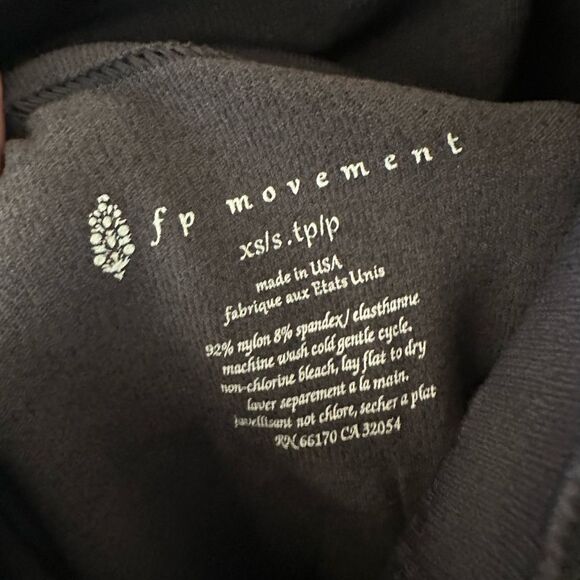 fp movement
xs/s.tp/p
made in USA
fabrique aux Etats Unis
92% nylon 8% spandex/ elasthanne
machine wash cold gentle cycle.
non-chlorine bleach, lay flat to dry
laver separement a la main.
javellisant not chlore, secher a plat
RN 66170 CA 32054